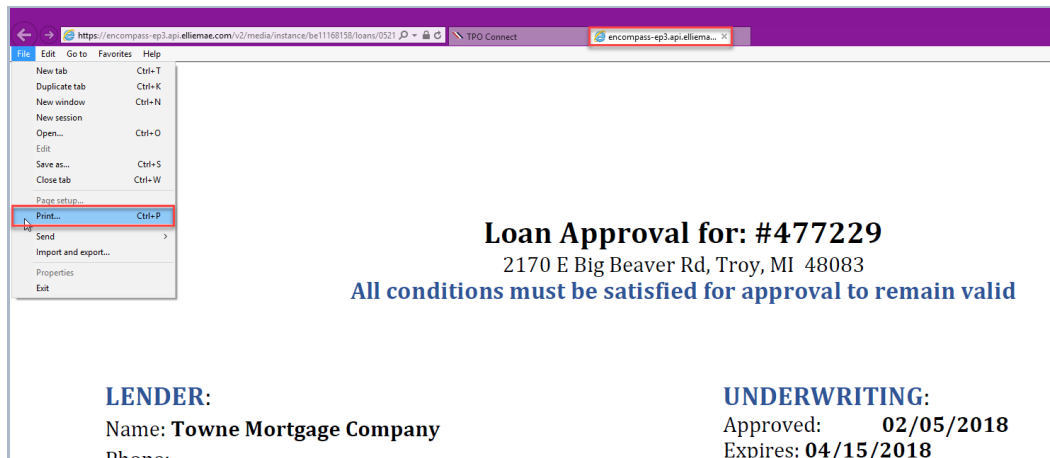 https://encompass-ep3.api.elliemae.com/v2/media/instance/be11168158/loans/0521
TPO Connect
encompass-ep3.api.elliema...
File Edit Go to Favorites Help
New tab Ctrl+T
Duplicate tab Ctrl+K
New window Ctrl+N
New session
Open... Ctrl+O
Edit
Save as... Ctrl+S
Close tab Ctrl+W
Page setup...
Print... Ctrl+P
Send
Import and export...
Properties
Exit
Loan Approval for: #477229
2170 E Big Beaver Rd, Troy, MI 48083
All conditions must be satisfied for approval to remain valid
LENDER:
Name: Towne Mortgage Company
Phone:
UNDERWRITING:
Approved: 02/05/2018
Expires: 04/15/2018